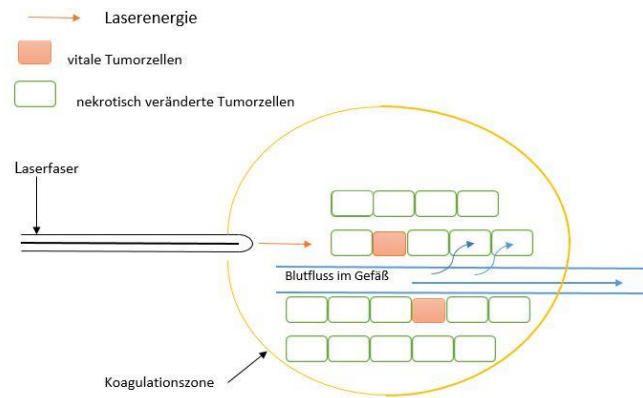 Laserenergie
vitale Tumorzellen
nekrotisch veränderte Tumorzellen
Laserfaser
Blutfluss im Gefäß
Koagulationszone